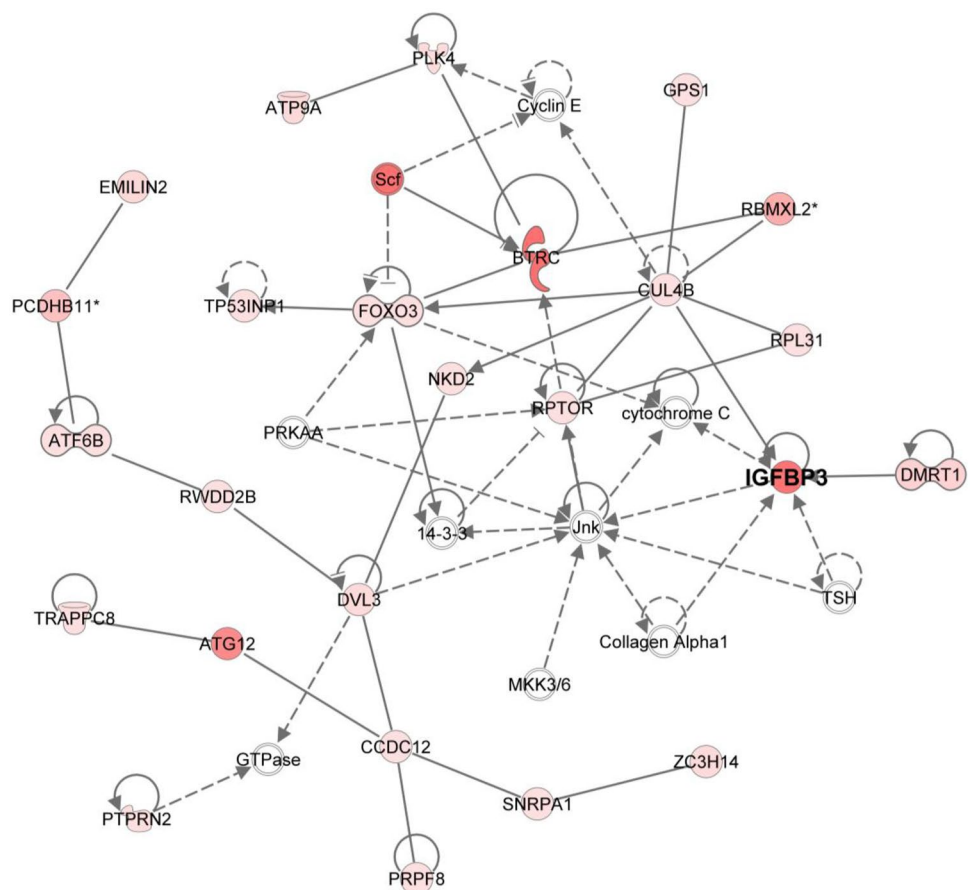 PLK4
ATP9A
Cyclin E
GPS1
Scf
EMILIN2
RBMXL2*
BTRC
CUL4B
PCDHB11*
TP53INP1
FOXO3
RPL31
NKD2
RPTOR
cytochrome C
PRKAA
ATF6B
IGFBP3
DMRT1
RWDD2B
14-3-3
Jnk
DVL3
TSH
TRAPPC8
ATG12
Collagen Alpha1
MKK3/6
CCDC12
GTPase
ZC3H14
SNRPA1
PTPRN2
PRPF8